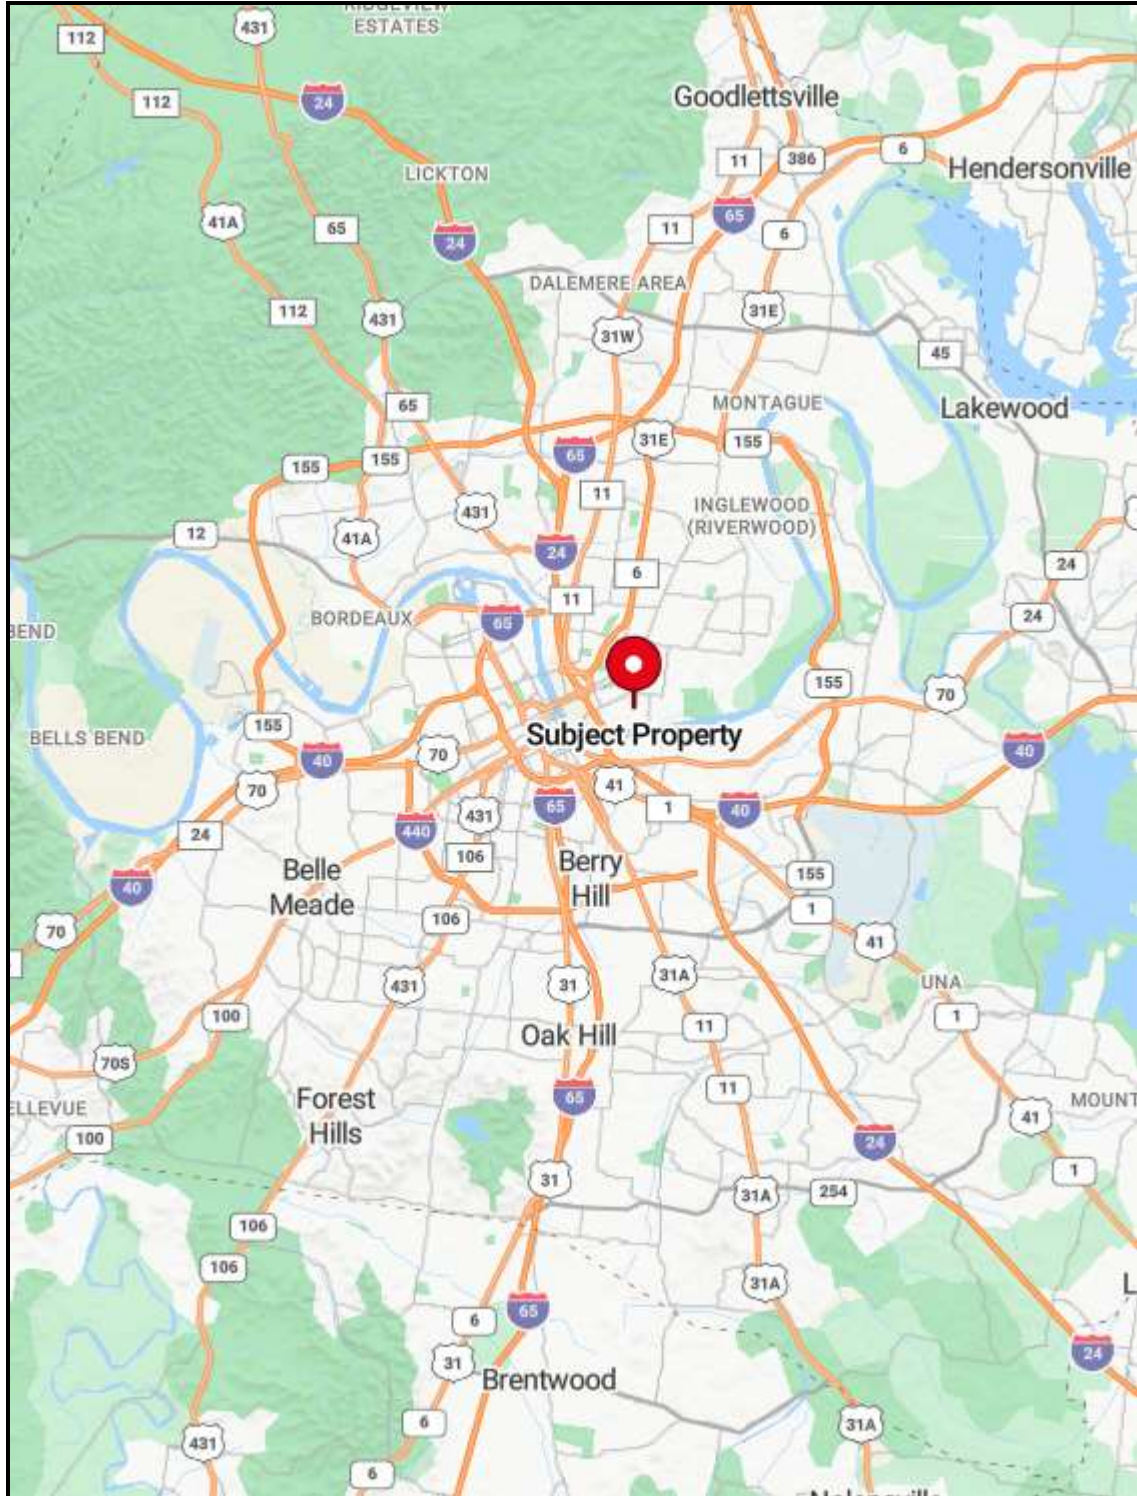 RIDGEVIEW
ESTATES
112
431
112
24
Goodlettsville
11
386
6
Hendersonville
LICKTON
41A
65
24
11
65
6
DALEMERE AREA
112
431
31W
31E
45
65
MONTAGUE
Lakewood
155
155
65
31E
155
11
INGLEWOOD
(RIVERWOOD)
431
12
41A
24
6
24
11
BORDEAUX
65
24
BEND
155
70
155
Subject Property
BELLS BEND
40
70
40
70
41
65
1
40
431
24
440
106
Belle
Meade
Berry
Hill
155
40
106
1
70
41
31A
431
31
UNA
100
11
1
Oak Hill
70S
11
65
Forest
Hills
ELLEVUE
MOUNT
41
100
24
1
31
31A
254
106
106
31A
L
65
6
31
24
Brentwood
6
31A
431
6
Nolensville